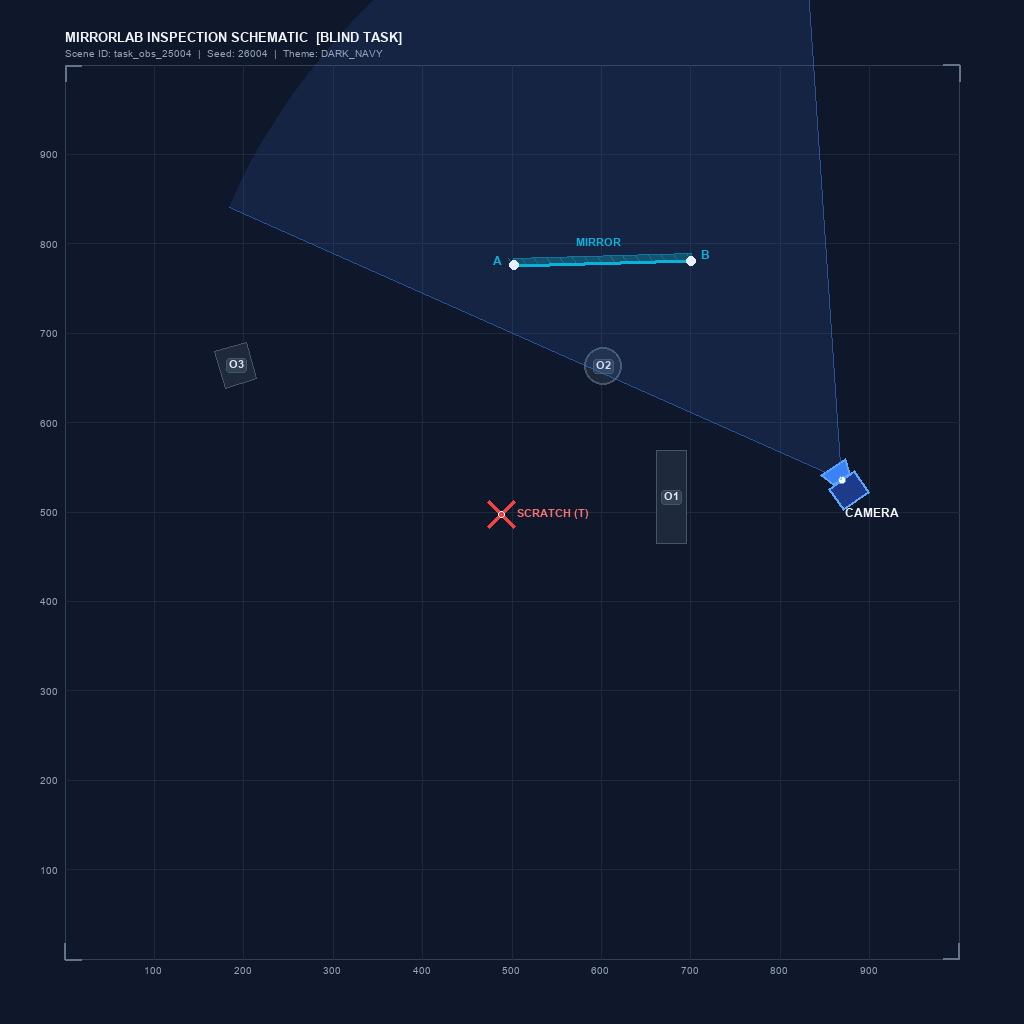 MIRRORLAB INSPECTION SCHEMATIC [BLIND TASK]
Scene ID: task_obs_25004 | Seed: 26004 | Theme: DARK_NAVY
900
800
MIRROR
A
B
700
O3
O2
600
O1
500
SCRATCH (T)
CAMERA
400
300
200
100
100 200 300 400 500 600 700 800 900